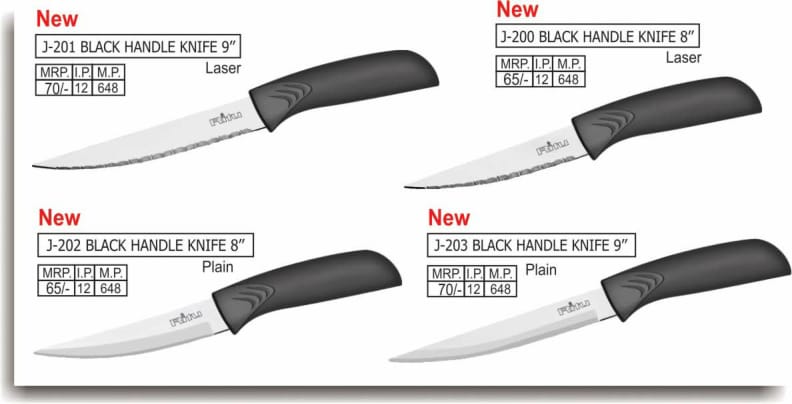 New
J-201 BLACK HANDLE KNIFE 9"
Laser
MRP. I.P. M.P.
70/- 12 648
New
J-200 BLACK HANDLE KNIFE 8"
Laser
MRP. I.P. M.P.
65/- 12 648
New
J-202 BLACK HANDLE KNIFE 8"
Plain
MRP. I.P. M.P.
65/- 12 648
New
J-203 BLACK HANDLE KNIFE 9"
Plain
MRP. I.P. M.P.
70/- 12 648